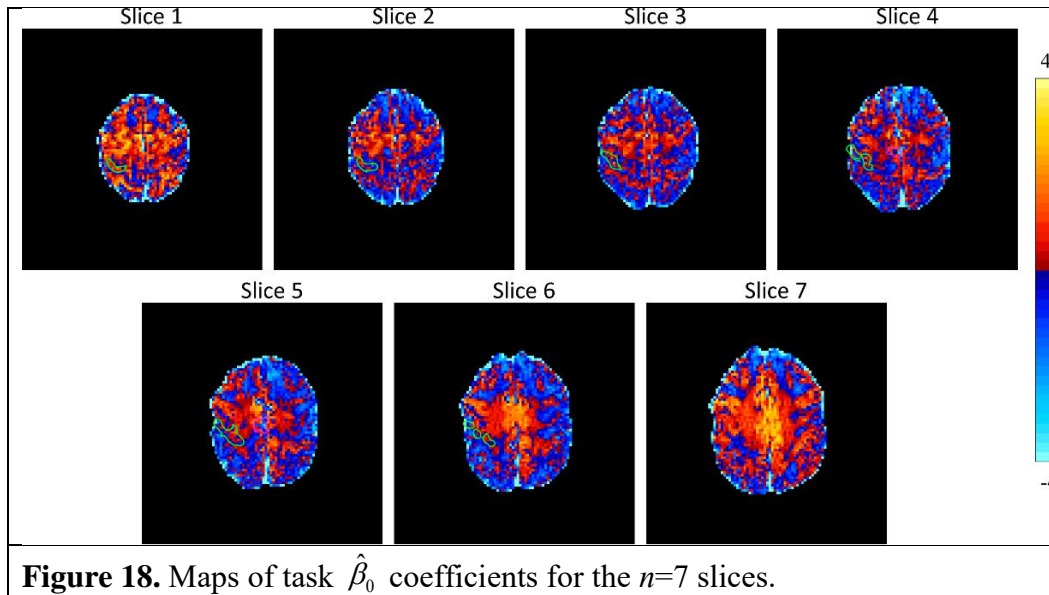 Slice 1 Slice 2 Slice 3 Slice 4
4
Slice 5 Slice 6 Slice 7
Figure 18. Maps of task β̂₀ coefficients for the n=7 slices.